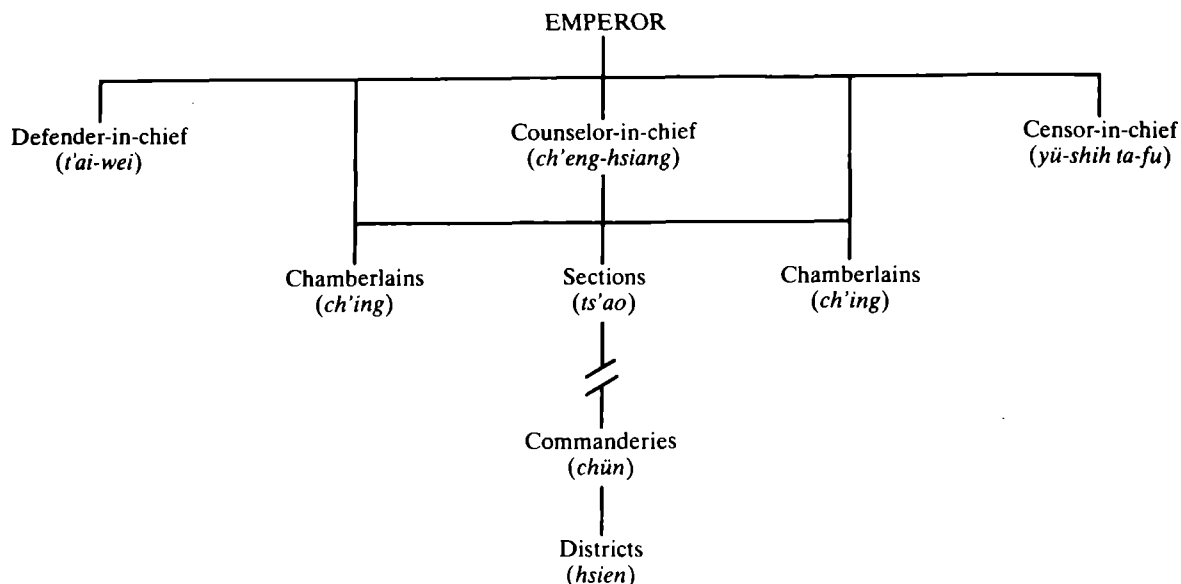 EMPEROR
Defender-in-chief
(t'ai-wei)
Counselor-in-chief
(ch'eng-hsiang)
Censor-in-chief
(yü-shih ta-fu)
Chamberlains
(ch'ing)
Sections
(ts'ao)
Chamberlains
(ch'ing)
Commanderies
(chün)
Districts
(hsien)